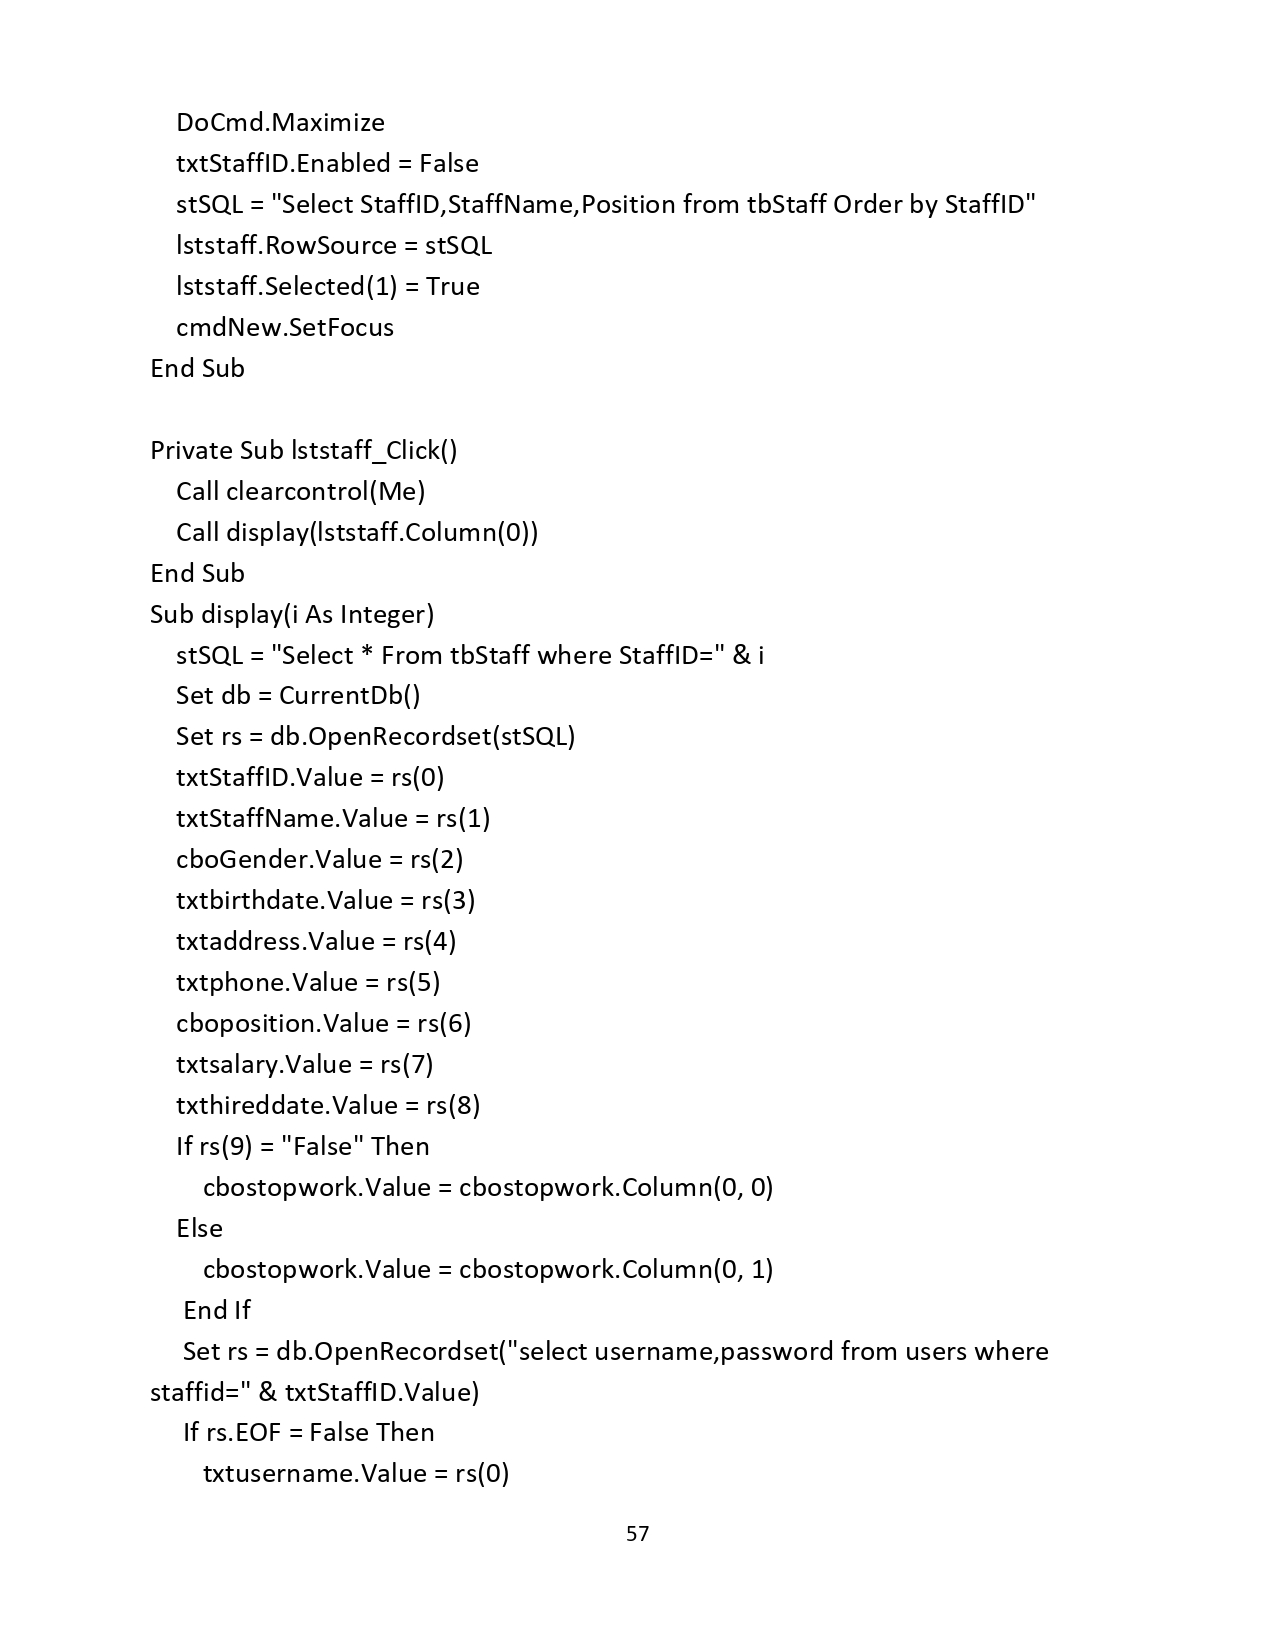 DoCmd.Maximize
txtStaffID.Enabled = False
stSQL = "Select StaffID,StaffName,Position from tbStaff Order by StaffID"
lststaff.RowSource = stSQL
lststaff.Selected(1) = True
cmdNew.SetFocus
End Sub
Private Sub lststaff_Click()
Call clearcontrol(Me)
Call display(lststaff.Column(0))
End Sub
Sub display(i As Integer)
stSQL = "Select * From tbStaff where StaffID=" & i
Set db = CurrentDb()
Set rs = db.OpenRecordset(stSQL)
txtStaffID.Value = rs(0)
txtStaffName.Value = rs(1)
cboGender.Value = rs(2)
txtbirthdate.Value = rs(3)
txtaddress.Value = rs(4)
txtphone.Value = rs(5)
cboposition.Value = rs(6)
txtsalary.Value = rs(7)
txthireddate.Value = rs(8)
If rs(9) = "False" Then
cbostopwork.Value = cbostopwork.Column(0, 0)
Else
cbostopwork.Value = cbostopwork.Column(0, 1)
End If
Set rs = db.OpenRecordset("select username,password from users where
staffid=" & txtStaffID.Value)
If rs.EOF = False Then
txtusername.Value = rs(0)
57